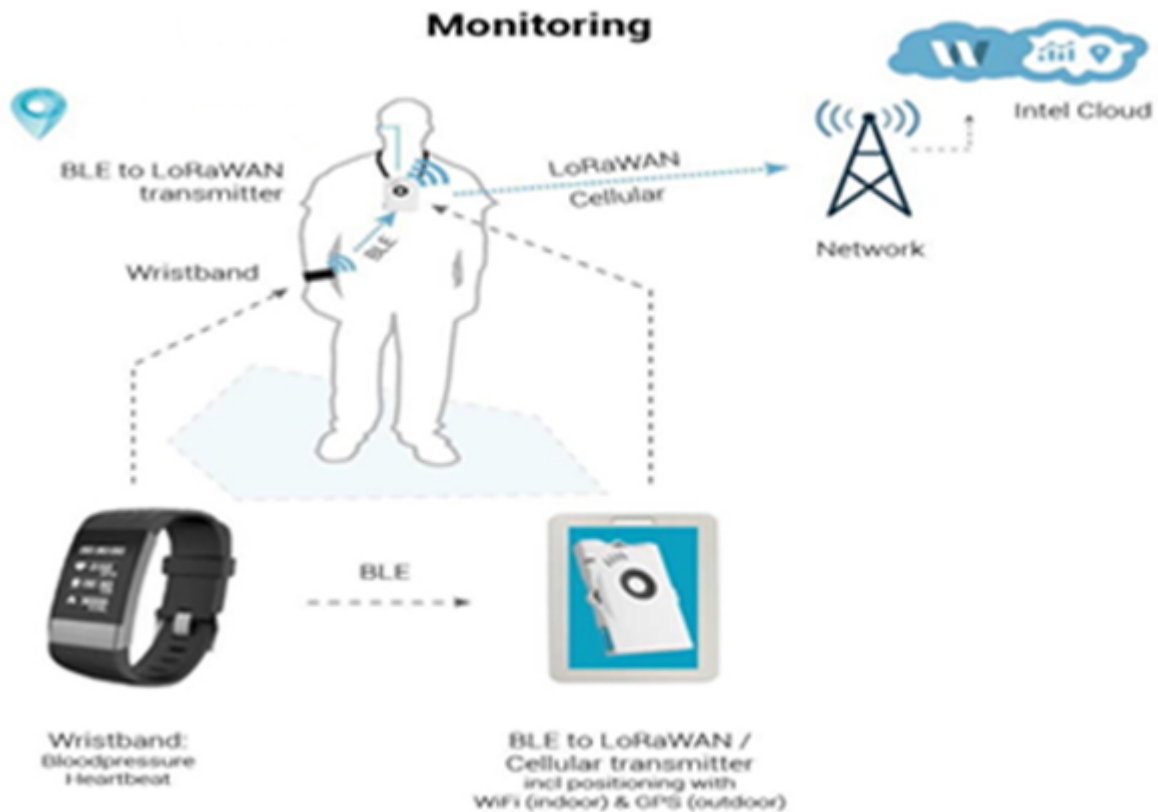 Monitoring
W
Intel Cloud
BLE to LoRaWAN
transmitter
LoRaWAN
Cellular
BLE
Network
Wristband
BLE
Wristband:
Bloodpressure
Heartbeat
BLE to LoRaWAN /
Cellular transmitter
incl positioning with
WiFi (indoor) & GPS (outdoor)